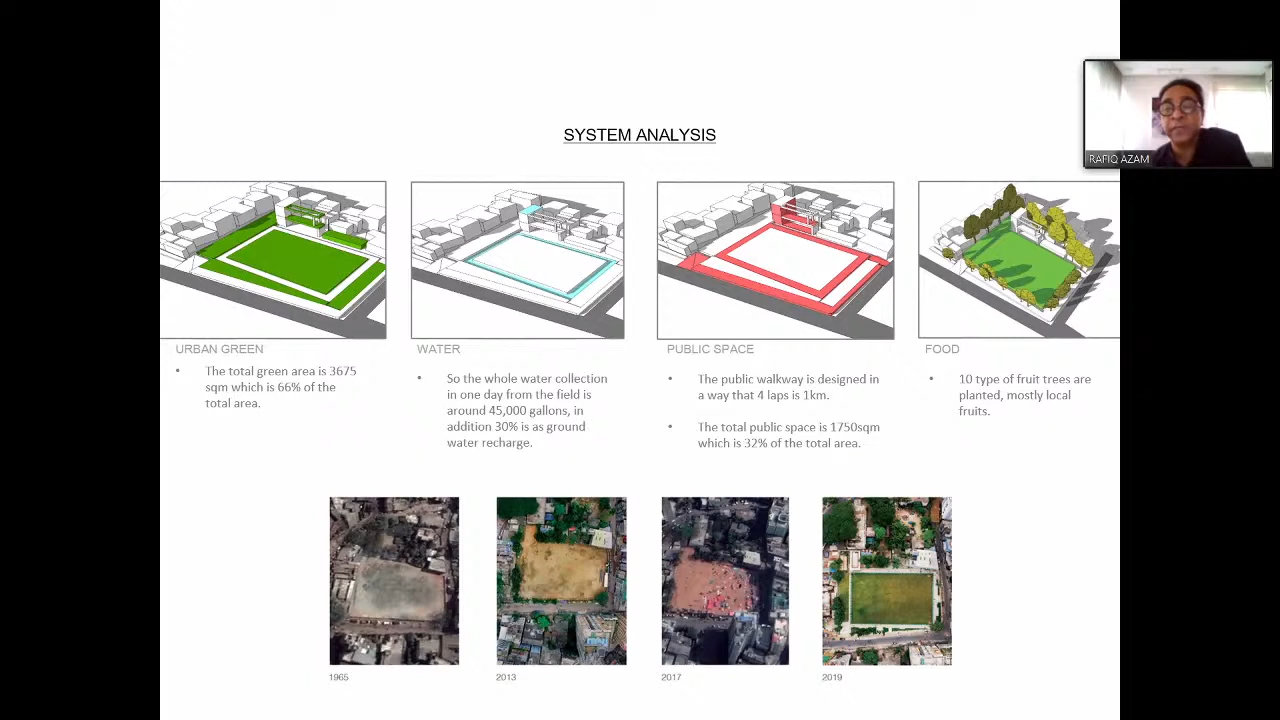 SYSTEM ANALYSIS
RAFIQ AZAM
URBAN GREEN
• The total green area is 3675
sqm which is 66% of the
total area.
WATER
• So the whole water collection
in one day from the field is
around 45,000 gallons, in
addition 30% is as ground
water recharge.
PUBLIC SPACE
• The public walkway is designed in
a way that 4 laps is 1km.
• The total public space is 1750sqm
which is 32% of the total area.
FOOD
• 10 type of fruit trees are
planted, mostly local
fruits.
1965
2013
2017
2019